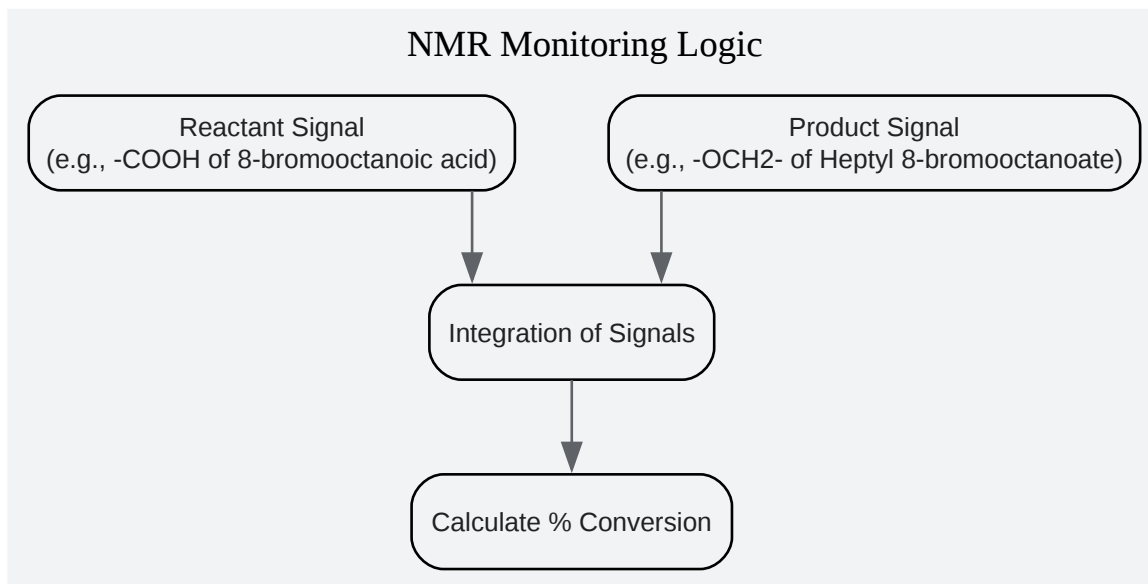 NMR Monitoring Logic
Reactant Signal
(e.g., -COOH of 8-bromooctanoic acid)
Product Signal
(e.g., -OCH2- of Heptyl 8-bromooctanoate)
Integration of Signals
Calculate % Conversion